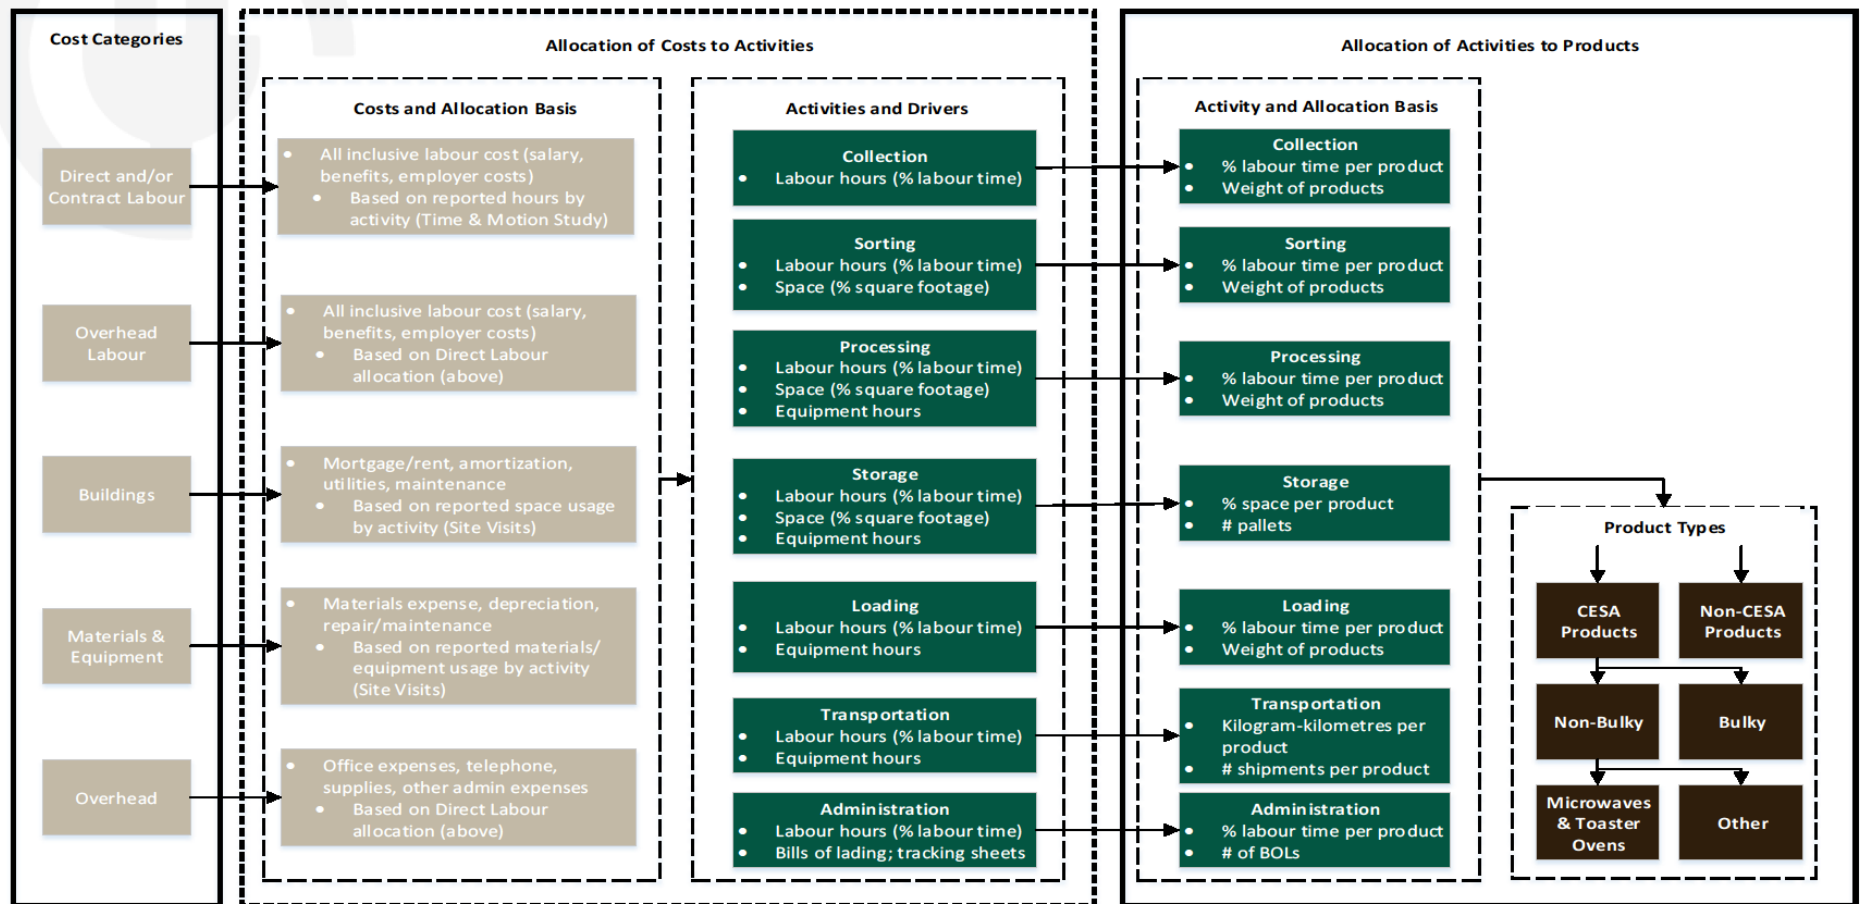 Cost Categories
Direct and/or
Contract Labour
Overhead
Labour
Buildings
Materials &
Equipment
Overhead
Allocation of Costs to Activities
Costs and Allocation Basis
• All inclusive labour cost (salary,
benefits, employer costs)
• Based on reported hours by
activity (Time & Motion Study)
• All inclusive labour cost (salary,
benefits, employer costs)
• Based on Direct Labour
allocation (above)
• Mortgage/rent, amortization,
utilities, maintenance
• Based on reported space usage
by activity (Site Visits)
• Materials expense, depreciation,
repair/maintenance
• Based on reported materials/
equipment usage by activity
(Site Visits)
• Office expenses, telephone,
supplies, other admin expenses
• Based on Direct Labour
allocation (above)
Activities and Drivers
Collection
• Labour hours (% labour time)
Sorting
• Labour hours (% labour time)
• Space (% square footage)
Processing
• Labour hours (% labour time)
• Space (% square footage)
• Equipment hours
Storage
• Labour hours (% labour time)
• Space (% square footage)
• Equipment hours
Loading
• Labour hours (% labour time)
• Equipment hours
Transportation
• Labour hours (% labour time)
• Equipment hours
Administration
• Labour hours (% labour time)
• Bills of lading; tracking sheets
Allocation of Activities to Products
Activity and Allocation Basis
Collection
• % labour time per product
• Weight of products
Sorting
• % labour time per product
• Weight of products
Processing
• % labour time per product
• Weight of products
Storage
• % space per product
• # pallets
Loading
• % labour time per product
• Weight of products
Transportation
• Kilogram-kilometres per
product
• # shipments per product
Administration
• % labour time per product
• # of BOLs
Product Types
CESA
Products
Non-CESA
Products
Non-Bulky
Bulky
Microwaves
& Toaster
Ovens
Other